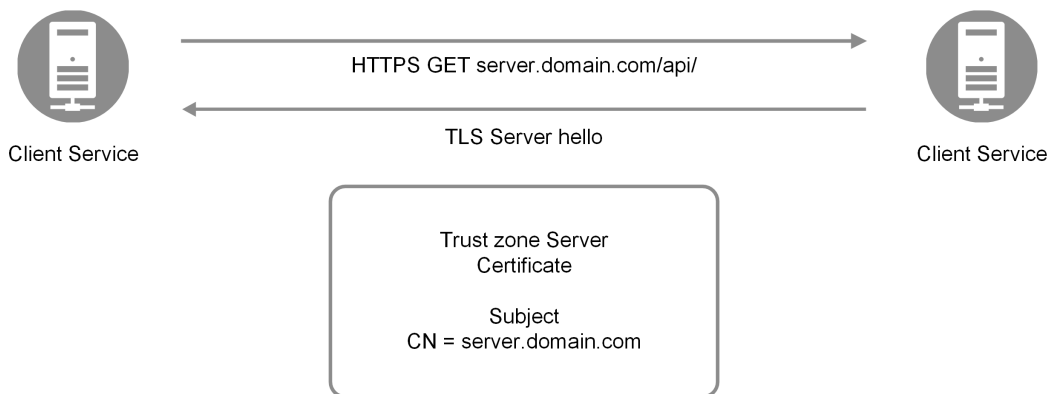 HTTPS GET server.domain.com/api/
TLS Server hello
Client Service
Client Service
Trust zone Server
Certificate
Subject
CN = server.domain.com